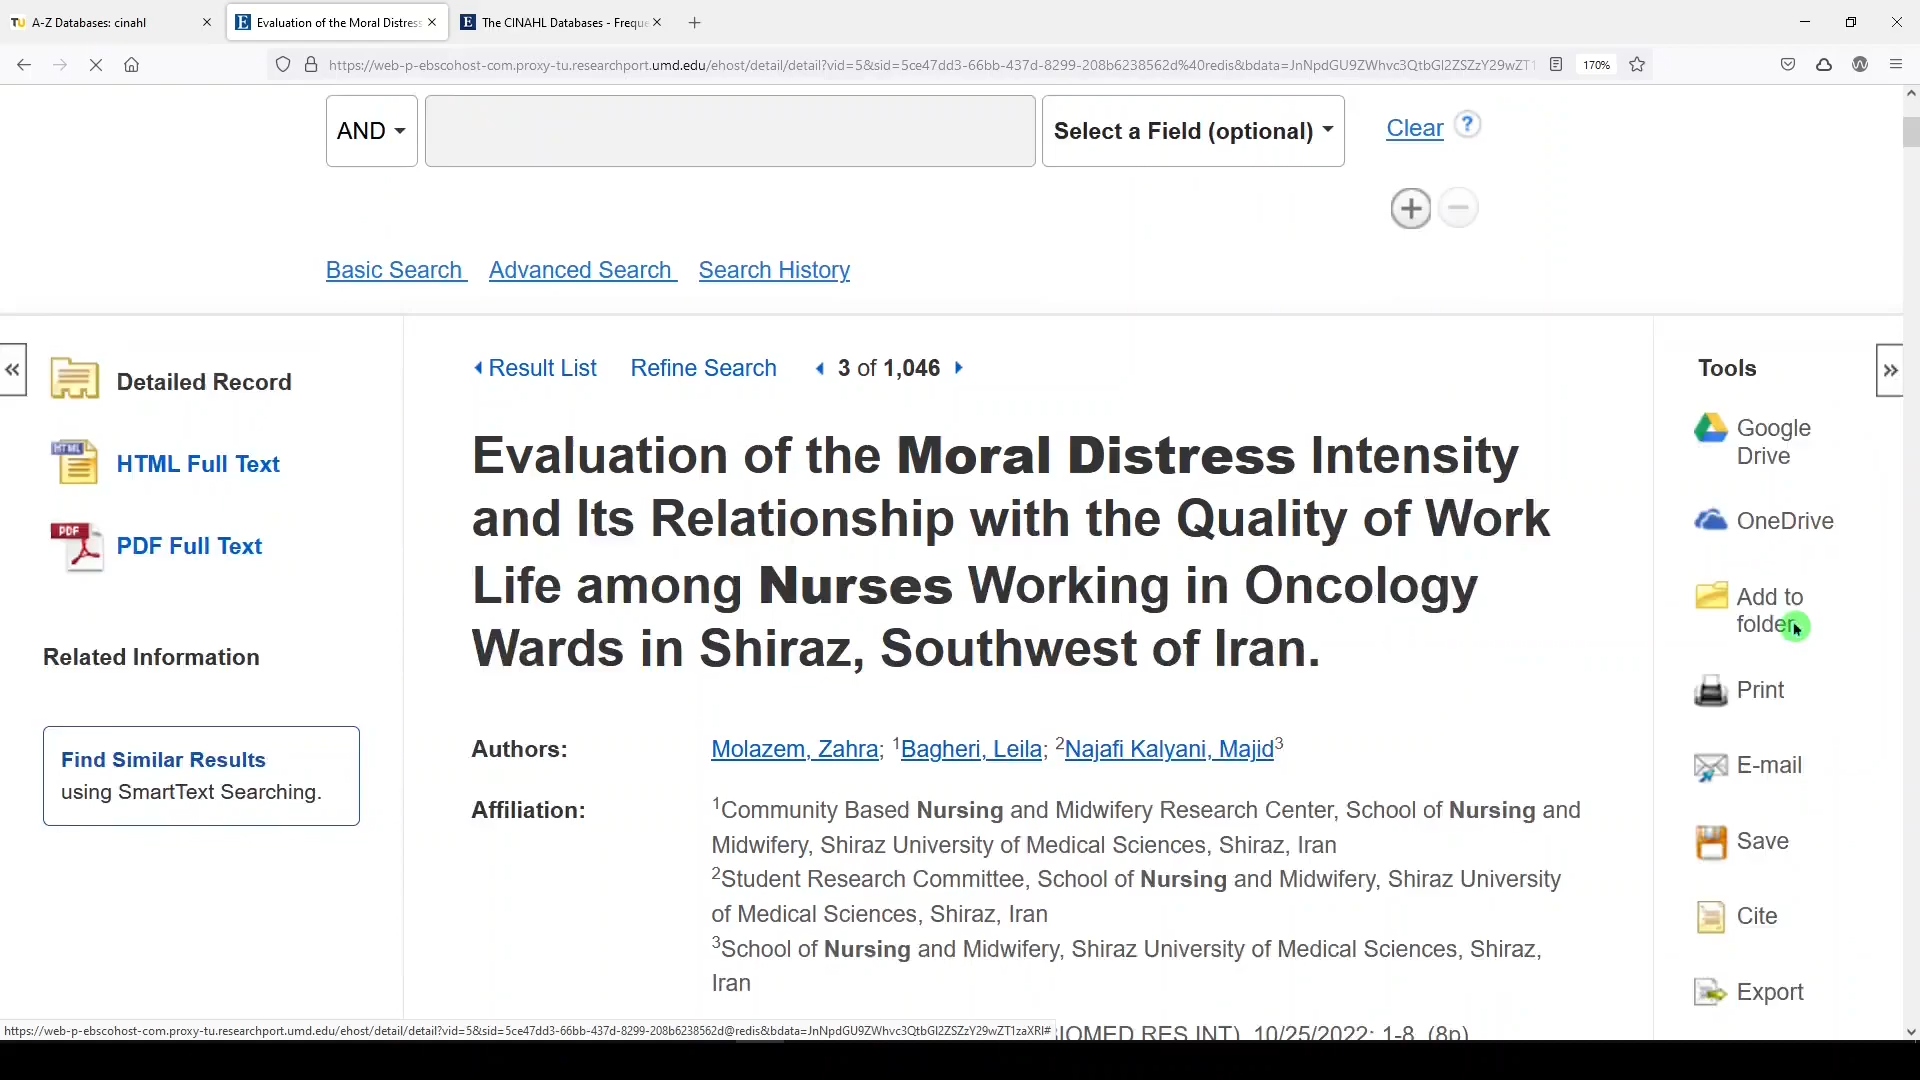 A-Z Databases: cinahl
Evaluation of the Moral Distress
The CINAHL Databases - Freque
https://web-p-ebscohost-com.proxy-tu.researchport.umd.edu/ehost/detail/detail?vid=5&sid=5ce47dd3-66bb-437d-8299-208b6238562d%40redis&bdata=JnNpdGU9ZWhvc3QtbGl2ZSZzY29wZT1
170%
AND
Select a Field (optional)
Clear
?
Basic Search
Advanced Search
Search History
Detailed Record
HTML
HTML Full Text
PDF
PDF Full Text
Related Information
Find Similar Results
using SmartText Searching.
Result List
Refine Search
3 of 1,046
Evaluation of the Moral Distress Intensity
and Its Relationship with the Quality of Work
Life among Nurses Working in Oncology
Wards in Shiraz, Southwest of Iran.
Authors:
Molazem, Zahra; 1Bagheri, Leila; 2Najafi Kalyani, Majid3
Affiliation:
1Community Based Nursing and Midwifery Research Center, School of Nursing and
Midwifery, Shiraz University of Medical Sciences, Shiraz, Iran
2Student Research Committee, School of Nursing and Midwifery, Shiraz University
of Medical Sciences, Shiraz, Iran
3School of Nursing and Midwifery, Shiraz University of Medical Sciences, Shiraz,
Iran
IOMED RES INT), 10/25/2022; 1-8. (8p)
Tools
Google
Drive
OneDrive
Add to
folder
Print
E-mail
Save
Cite
Export
https://web-p-ebscohost-com.proxy-tu.researchport.umd.edu/ehost/detail/detail?vid=5&sid=5ce47dd3-66bb-437d-8299-208b6238562d@redis&bdata=JnNpdGU9ZWhvc3QtbGl2ZSZzY29wZT1zaXRl#